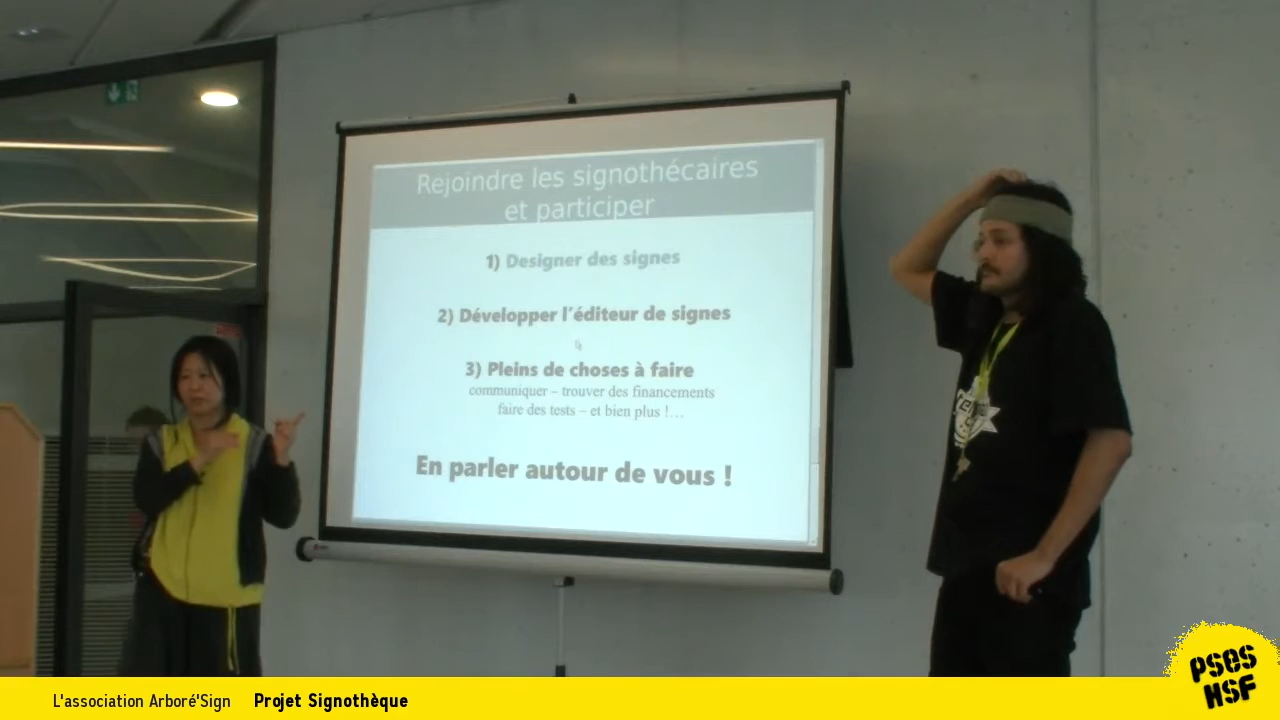 Rejoindre les signothécaires
et participer
1) Designer des signes
2) Développer l'éditeur de signes
3) Pleins de choses à faire
communiquer – trouver des financements
faire des tests – et bien plus !...
En parler autour de vous !
L'association Arboré'Sign Projet Signothèque
PSES
HSF